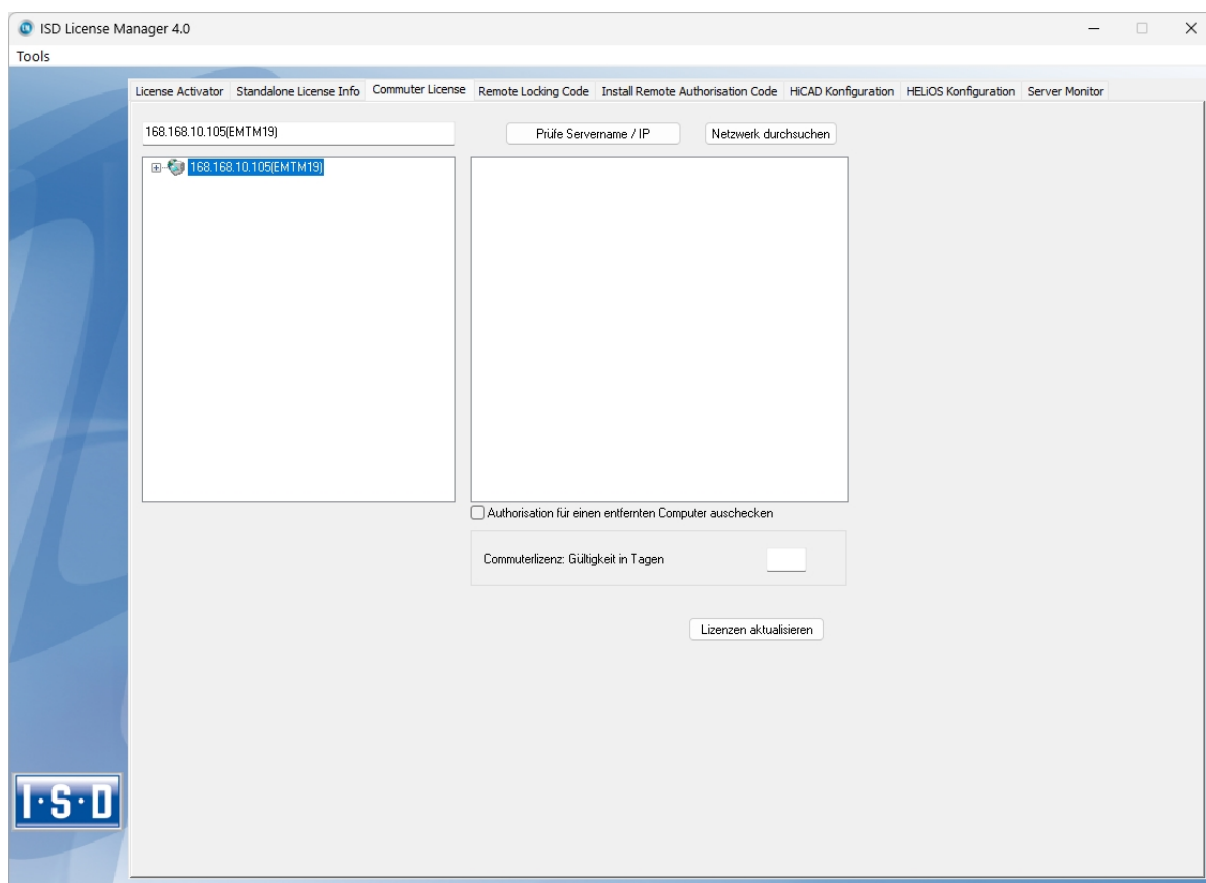 ISD License Manager 4.0
Tools
License Activator Standalone License Info Commuter License Remote Locking Code Install Remote Authorisation Code HiCAD Konfiguration HELiOS Konfiguration Server Monitor
168.168.10.105(EMTM19) Prüfe Servername / IP Netzwerk durchsuchen
168.168.10.105(EMTM19)
Authorisation für einen entfernten Computer auschecken
Commuterlizenz: Gültigkeit in Tagen
Lizenzen aktualisieren
I·S·D